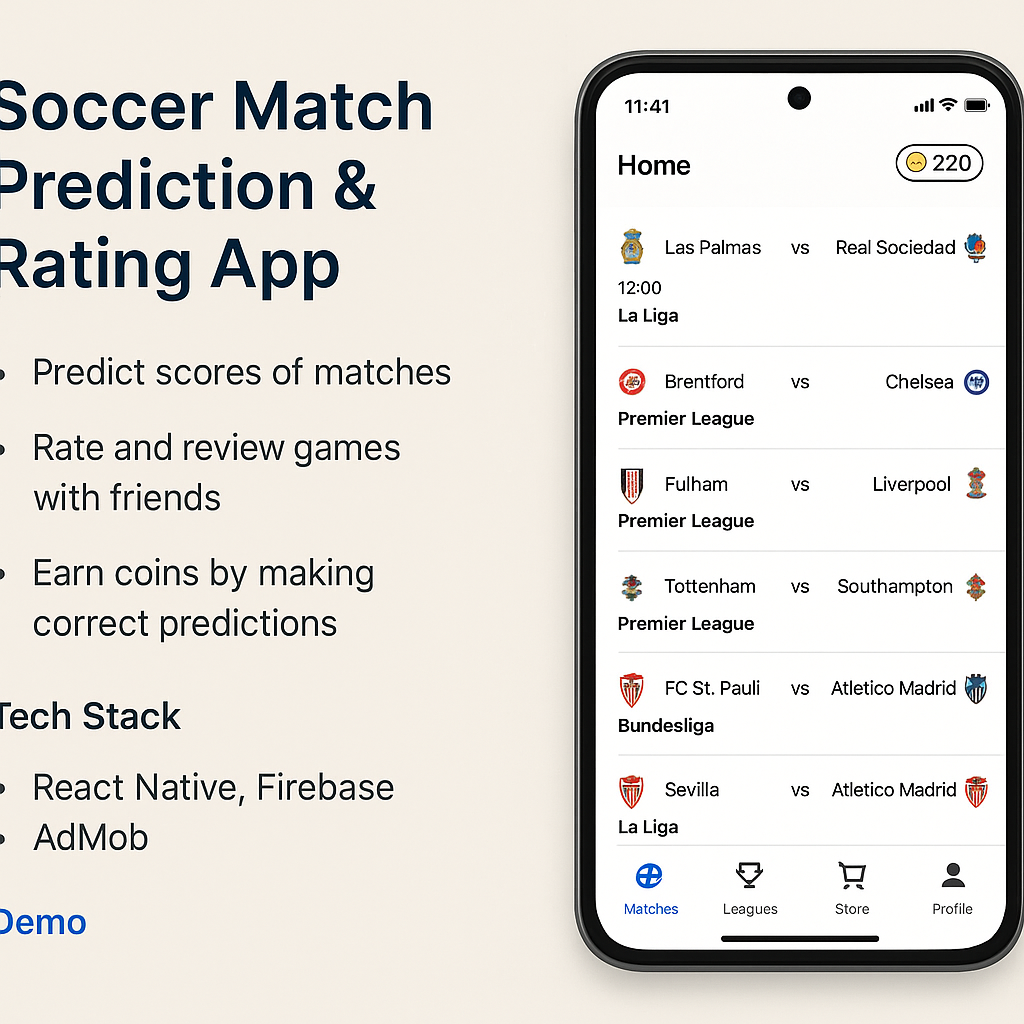 Soccer Match
Prediction &
Rating App
• Predict scores of matches
• Rate and review games
with friends
• Earn coins by making
correct predictions
Tech Stack
• React Native, Firebase
• AdMob
Demo
11:41
Home
220
Las Palmas vs Real Sociedad
12:00
La Liga
Brentford vs Chelsea
Premier League
Fulham vs Liverpool
Premier League
Tottenham vs Southampton
Premier League
FC St. Pauli vs Atletico Madrid
Bundesliga
Sevilla vs Atletico Madrid
La Liga
Matches Leagues Store Profile